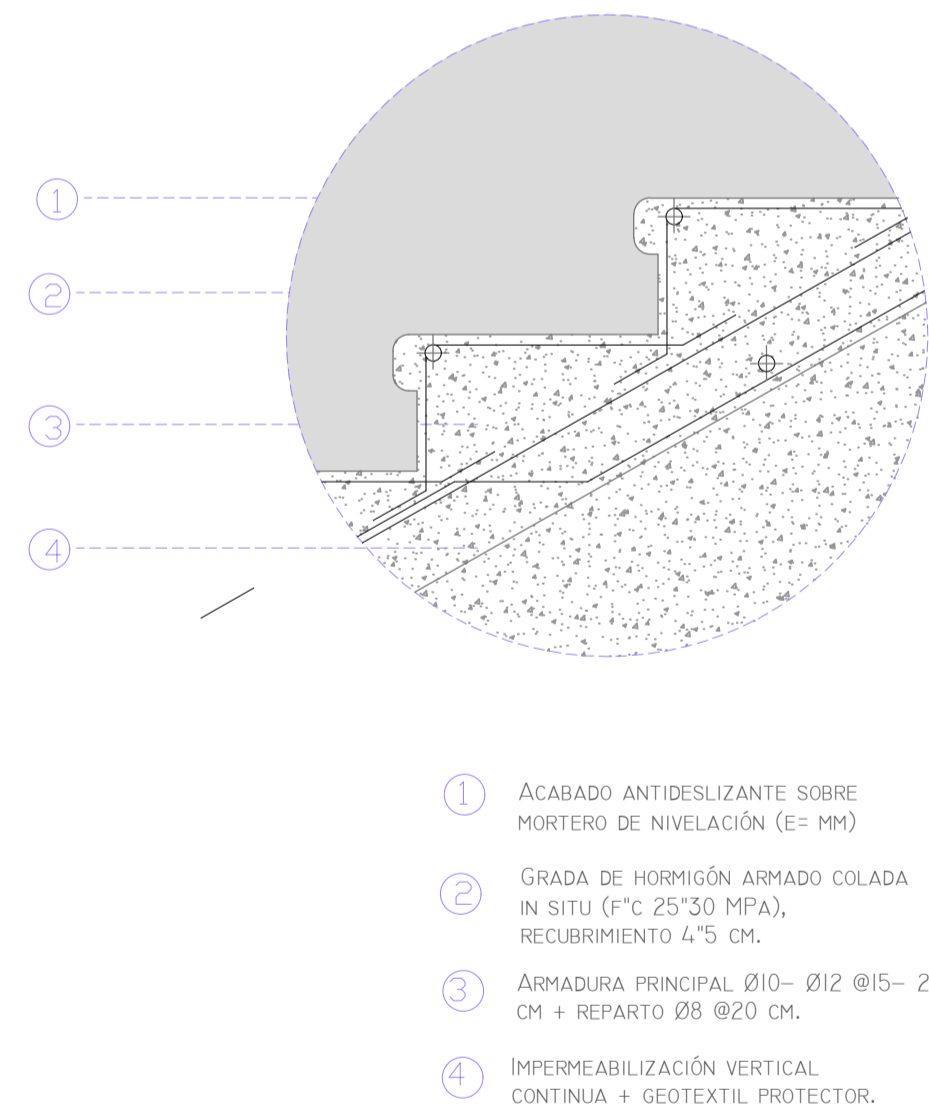 1
2
3
4
1 ACABADO ANTIDESLIZANTE SOBRE
MORTERO DE NIVELACIÓN (E= MM)
2 GRADA DE HORMIGÓN ARMADO COLADA
IN SITU (F"C 25"30 MPA),
RECUBRIMIENTO 4"5 CM.
3 ARMADURA PRINCIPAL Ø10– Ø12 @15– 2
CM + REPARTO Ø8 @20 CM.
4 IMPERMEABILIZACIÓN VERTICAL
CONTINUA + GEOTEXTIL PROTECTOR.